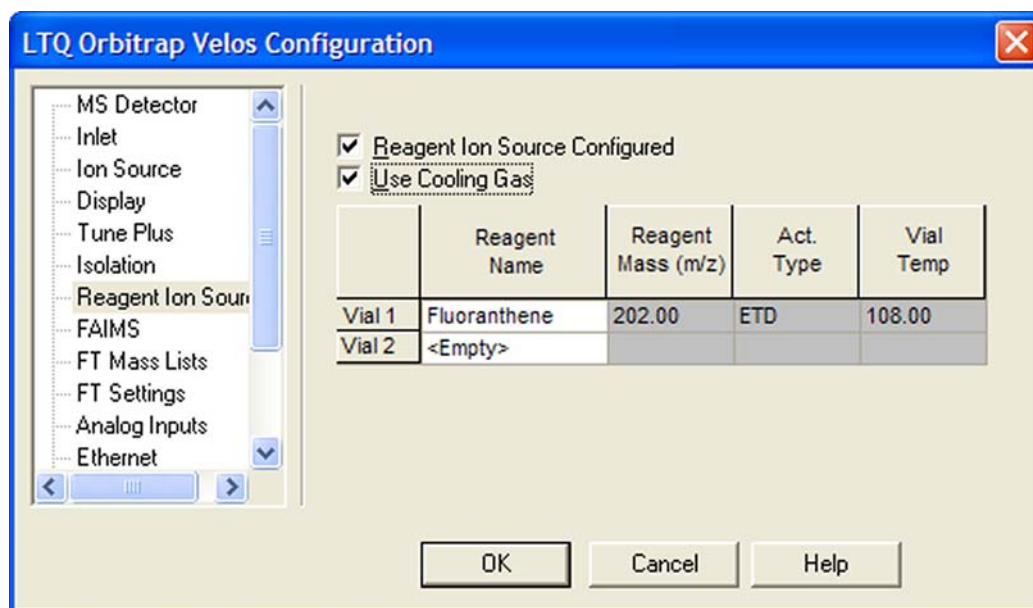 LTQ Orbitrap Velos Configuration
MS Detector
Inlet
Ion Source
Display
Tune Plus
Isolation
Reagent Ion Sour
FAIMS
FT Mass Lists
FT Settings
Analog Inputs
Ethernet
Reagent Ion Source Configured
Use Cooling Gas
Reagent Name Reagent Mass (m/z) Act. Type Vial Temp
Vial 1 Fluoranthene 202.00 ETD 108.00
Vial 2 <Empty>
OK Cancel Help